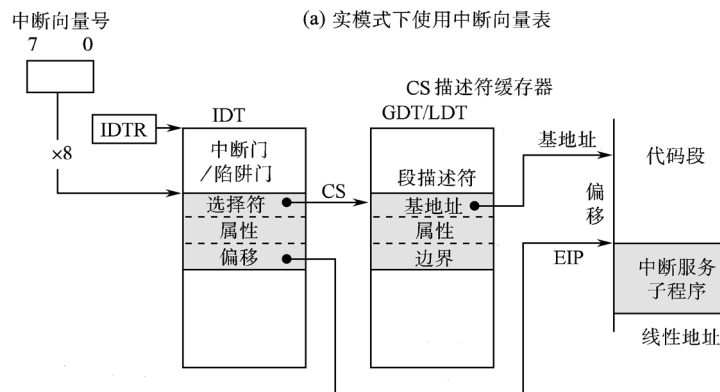 (a) 实模式下使用中断向量表
中断向量号
7 0
CS 描述符缓存器
IDTR
IDT
GDT/LDT
×8
中断门
/陷阱门
段描述符
基地址
代码段
选择符
CS
基地址
偏移
属性
属性
偏移
边界
EIP
中断服务
子程序
线性地址